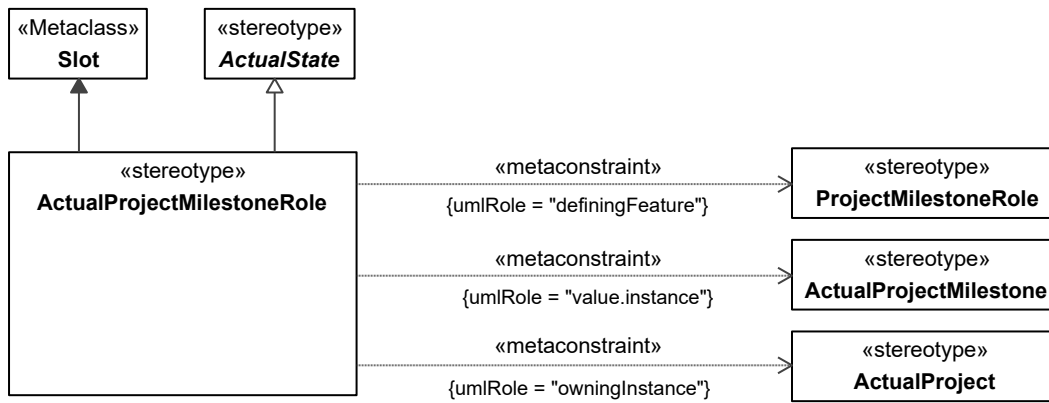 «Metaclass»
Slot
«stereotype»
ActualState
«stereotype»
ActualProjectMilestoneRole
«metaconstraint»
{umlRole = "definingFeature"}
«stereotype»
ProjectMilestoneRole
«metaconstraint»
{umlRole = "value.instance"}
«stereotype»
ActualProjectMilestone
«metaconstraint»
{umlRole = "owningInstance"}
«stereotype»
ActualProject